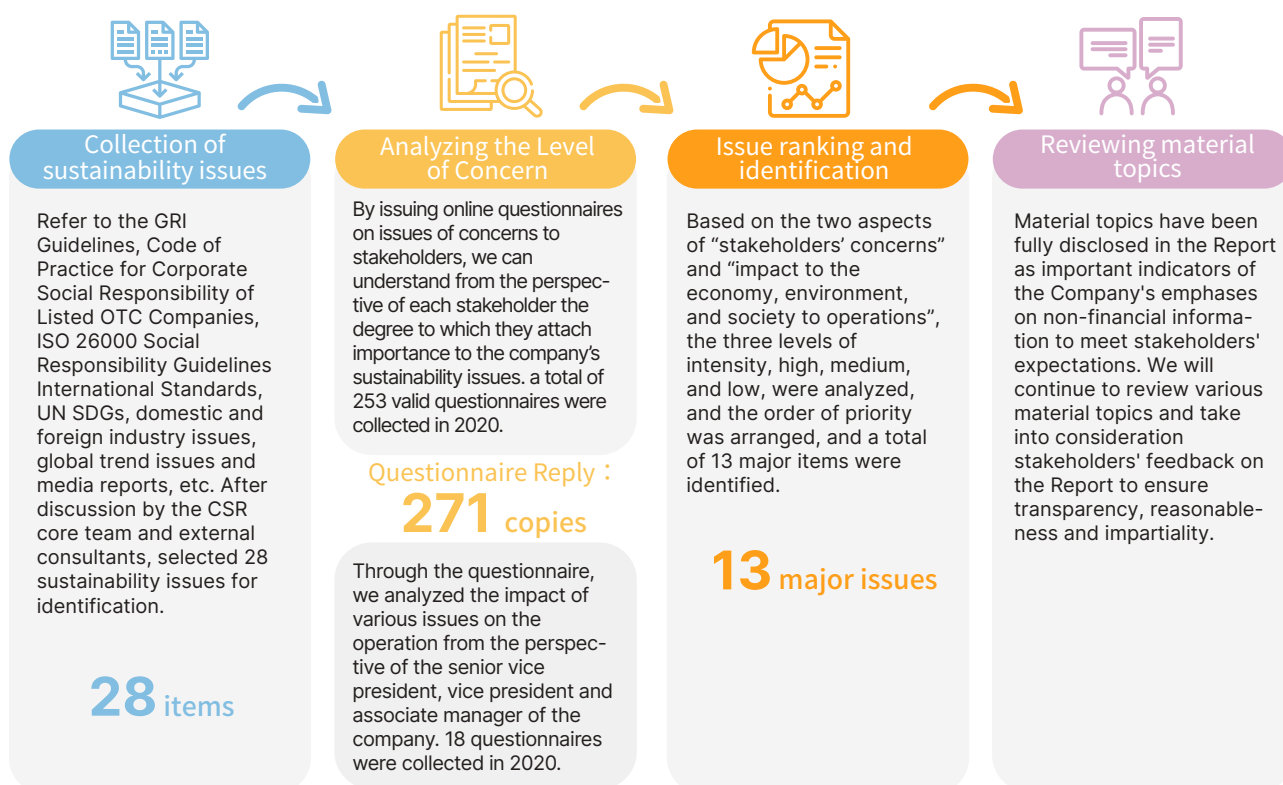 Collection of
sustainability issues
Refer to the GRI
Guidelines, Code of
Practice for Corporate
Social Responsibility of
Listed OTC Companies,
ISO 26000 Social
Responsibility Guidelines
International Standards,
UN SDGs, domestic and
foreign industry issues,
global trend issues and
media reports, etc. After
discussion by the CSR
core team and external
consultants, selected 28
sustainability issues for
identification.
28 items
Analyzing the Level
of Concern
By issuing online questionnaires
on issues of concerns to
stakeholders, we can
understand from the perspec-
tive of each stakeholder the
degree to which they attach
importance to the company's
sustainability issues. a total of
253 valid questionnaires were
collected in 2020.
Questionnaire Reply：
271 copies
Through the questionnaire,
we analyzed the impact of
various issues on the
operation from the perspec-
tive of the senior vice
president, vice president and
associate manager of the
company. 18 questionnaires
were collected in 2020.
Issue ranking and
identification
Based on the two aspects
of “stakeholders’ concerns”
and “impact to the
economy, environment,
and society to operations”,
the three levels of
intensity, high, medium,
and low, were analyzed,
and the order of priority
was arranged, and a total
of 13 major items were
identified.
13 major issues
Reviewing material
topics
Material topics have been
fully disclosed in the Report
as important indicators of
the Company's emphases
on non-financial informa-
tion to meet stakeholders'
expectations. We will
continue to review various
material topics and take
into consideration
stakeholders' feedback on
the Report to ensure
transparency, reasonable-
ness and impartiality.